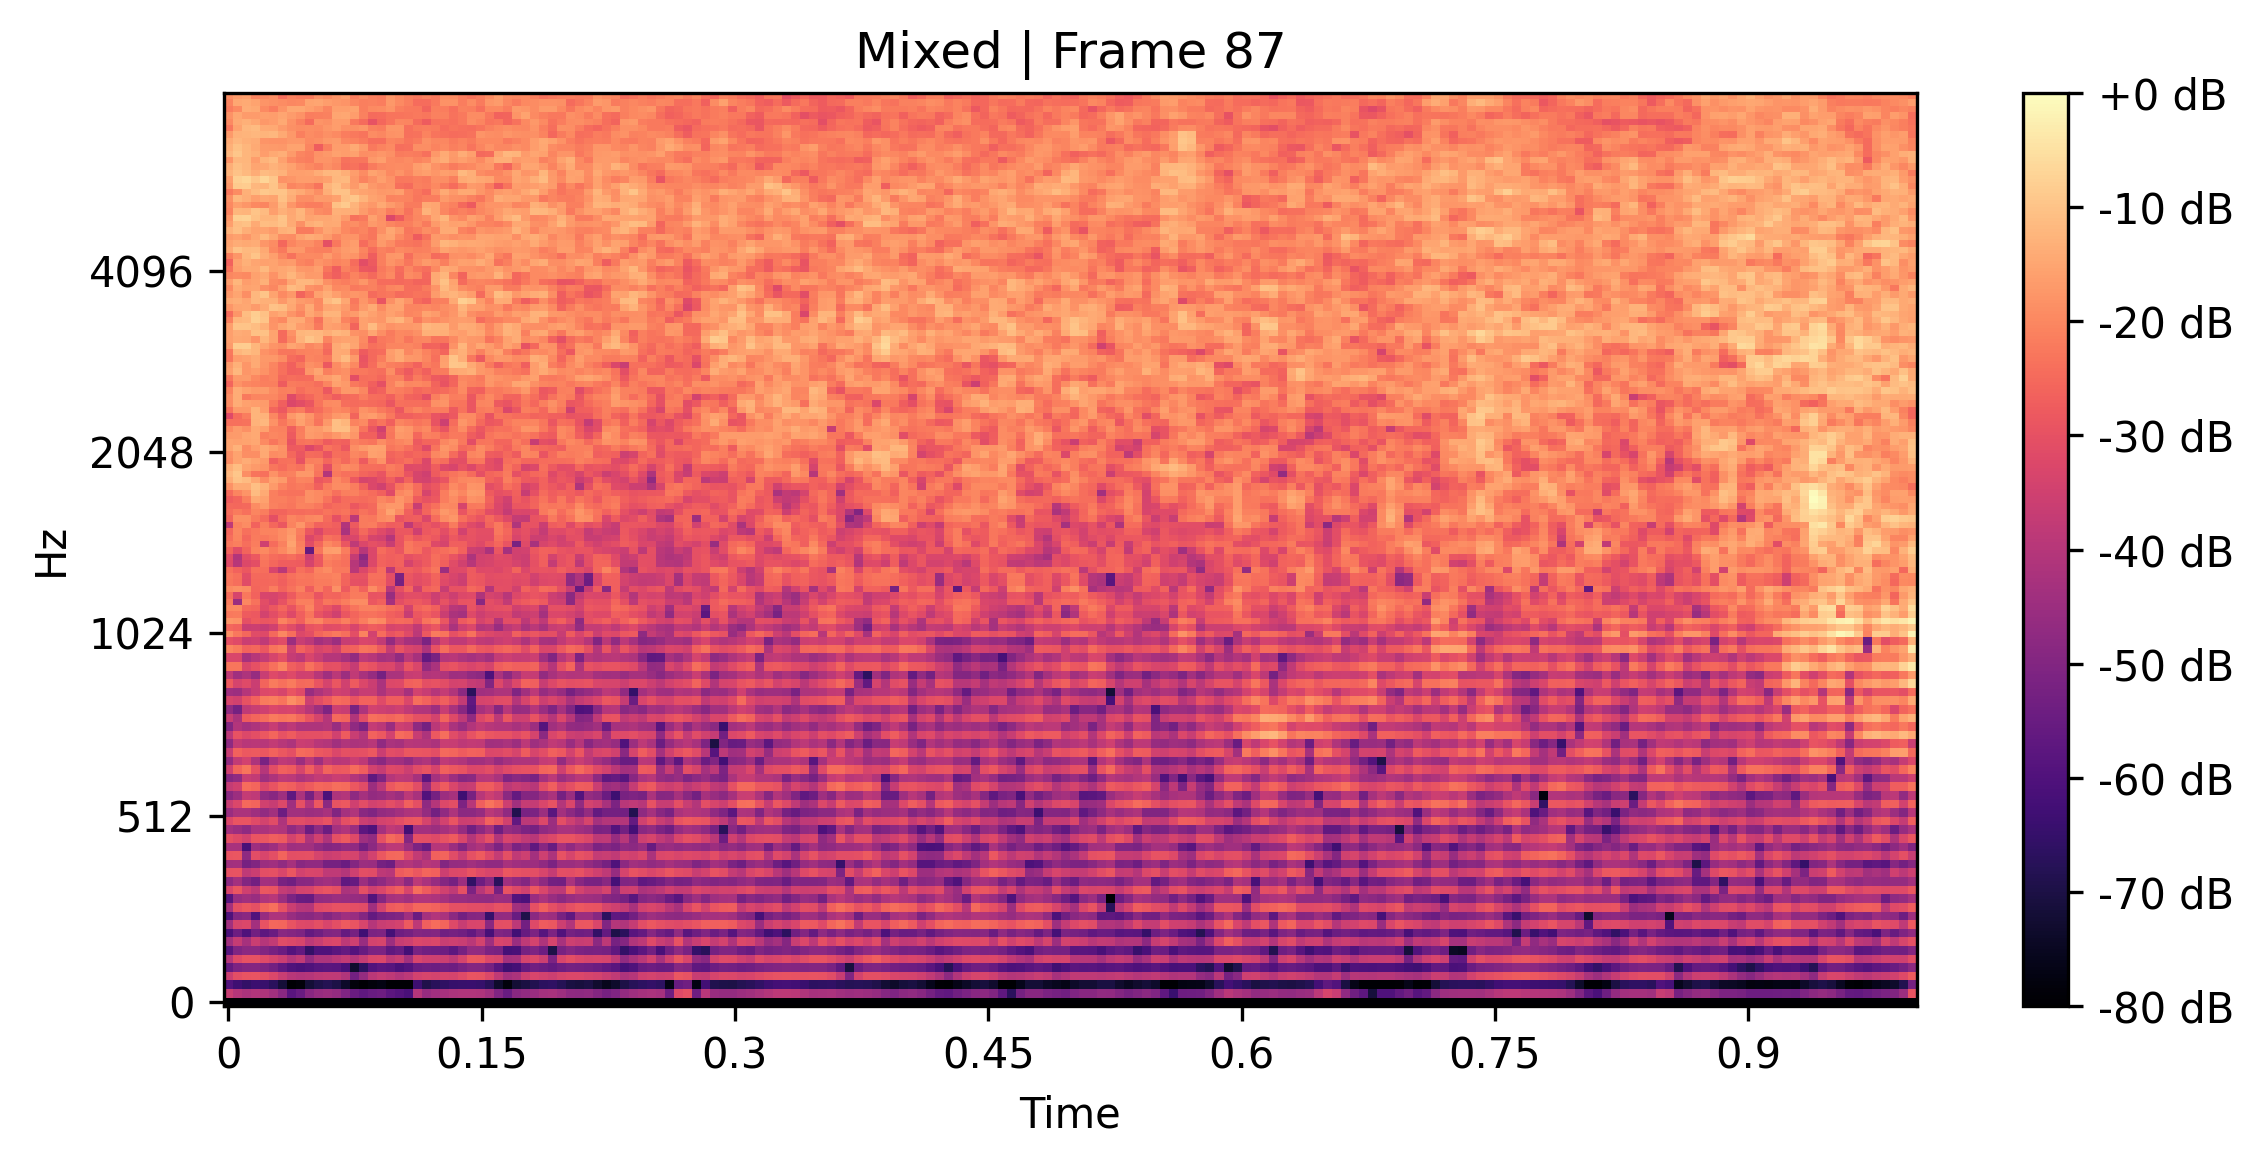 Mixed | Frame 87
Hz
4096
2048
1024
512
0
0 0.15 0.3 0.45 0.6 0.75 0.9
Time
+0 dB
-10 dB
-20 dB
-30 dB
-40 dB
-50 dB
-60 dB
-70 dB
-80 dB